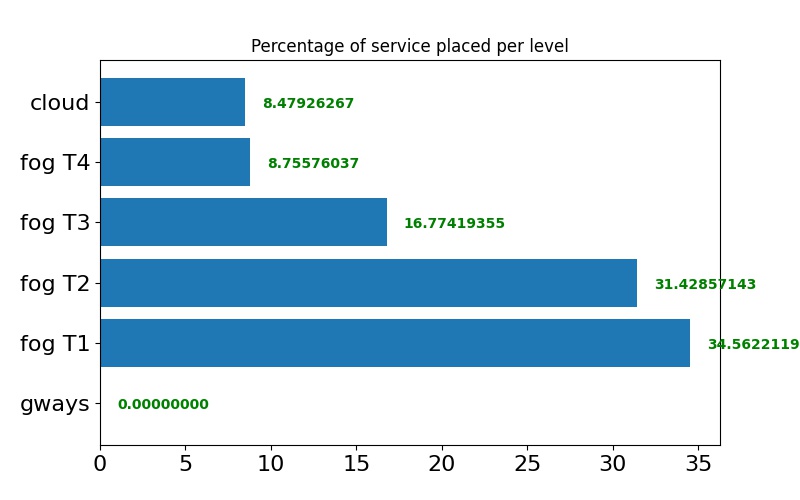 Percentage of service placed per level
cloud 8.47926267
fog T4 8.75576037
fog T3 16.77419355
fog T2 31.42857143
fog T1 34.5622119
gways 0.00000000
0 5 10 15 20 25 30 35